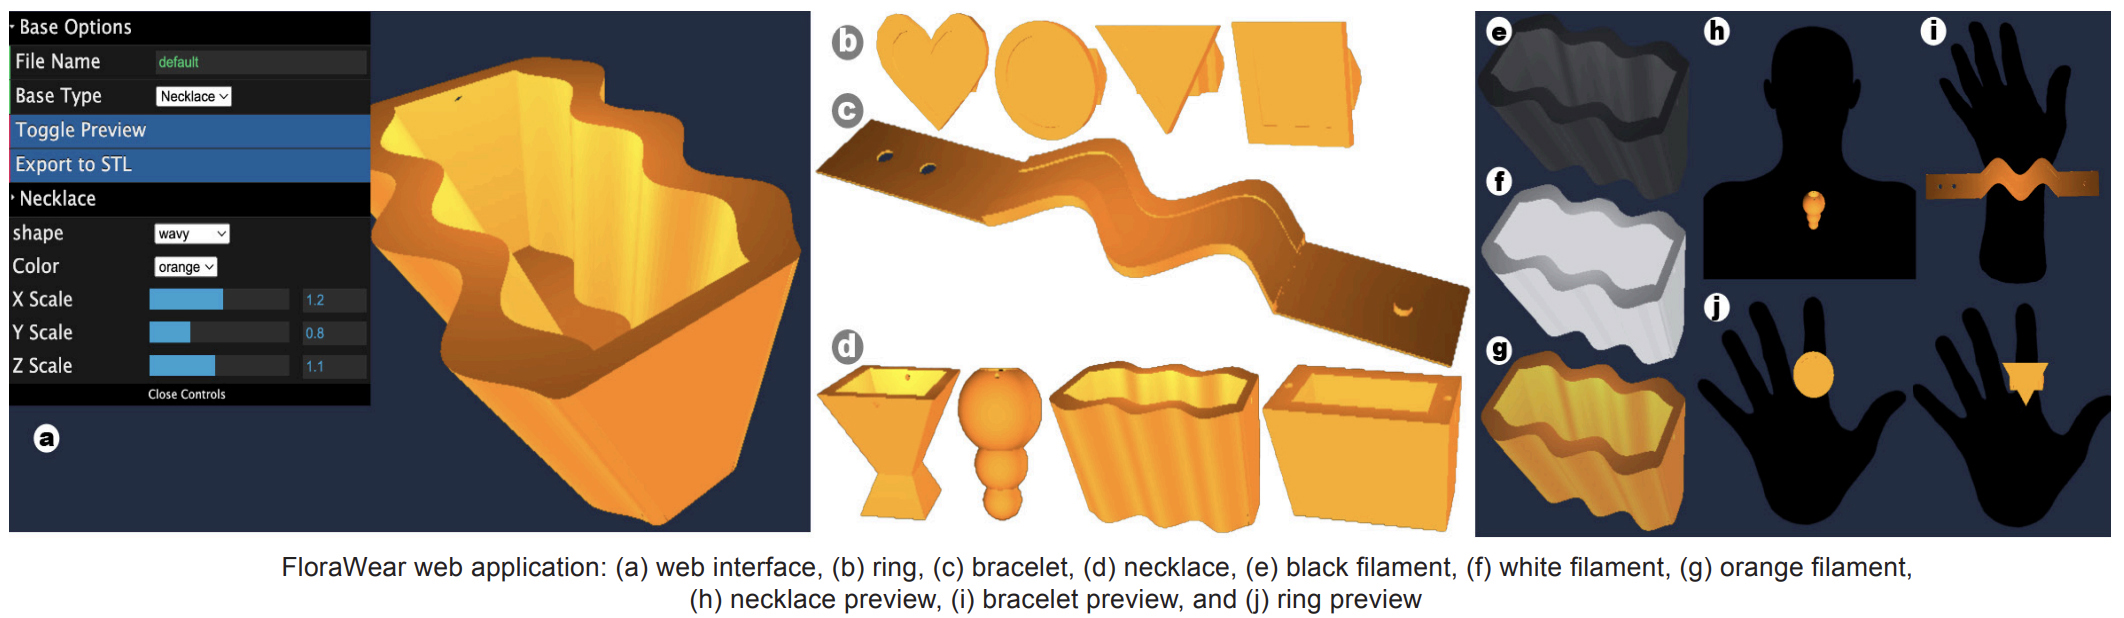 Base Options
File Name default
Base Type Necklace
Toggle Preview
Export to STL
Necklace
shape wavy
Color orange
X Scale 1.2
Y Scale 0.8
Z Scale 1.1
Close Controls
a
b
c
d
e
f
g
h
i
j
FloraWear web application: (a) web interface, (b) ring, (c) bracelet, (d) necklace, (e) black filament, (f) white filament, (g) orange filament,
(h) necklace preview, (i) bracelet preview, and (j) ring preview